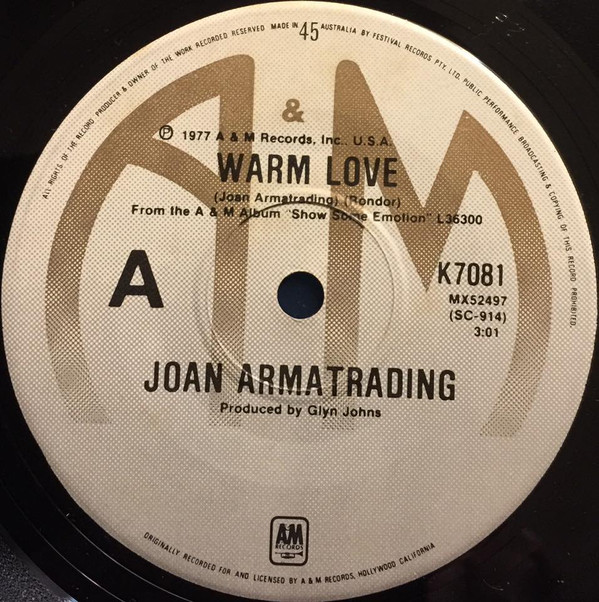 ALL RIGHTS OF THE RECORD PRODUCER & OWNER OF THE WORK RECORDED RESERVED MADE IN AUSTRALIA BY FESTIVAL RECORDS PTY. LTD. PUBLIC PERFORMANCE BROADCASTING & COPYING OF THIS RECORD PROHIBITED.
45
A & M
℗ 1977 A & M Records, Inc., U.S.A.
WARM LOVE
(Joan Armatrading) (Rondor)
From the A & M Album "Show Some Emotion" L36300
A
K7081
MX52497
(SC-914)
3:01
JOAN ARMATRADING
Produced by Glyn Johns
A&M
RECORDS
ORIGINALLY RECORDED FOR AND LICENSED BY A & M RECORDS, HOLLYWOOD CALIFORNIA